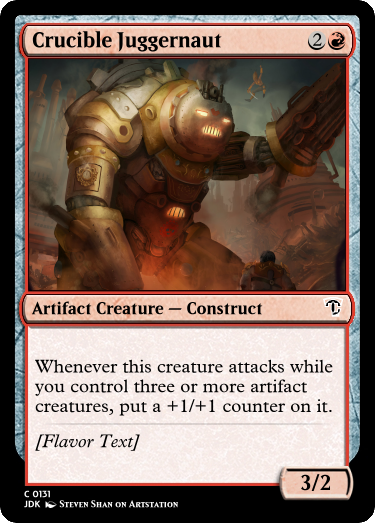 Crucible Juggernaut 2
Artifact Creature — Construct
Whenever this creature attacks while
you control three or more artifact
creatures, put a +1/+1 counter on it.
[Flavor Text]
3/2
C 0131
JDK Steven Shan on Artstation